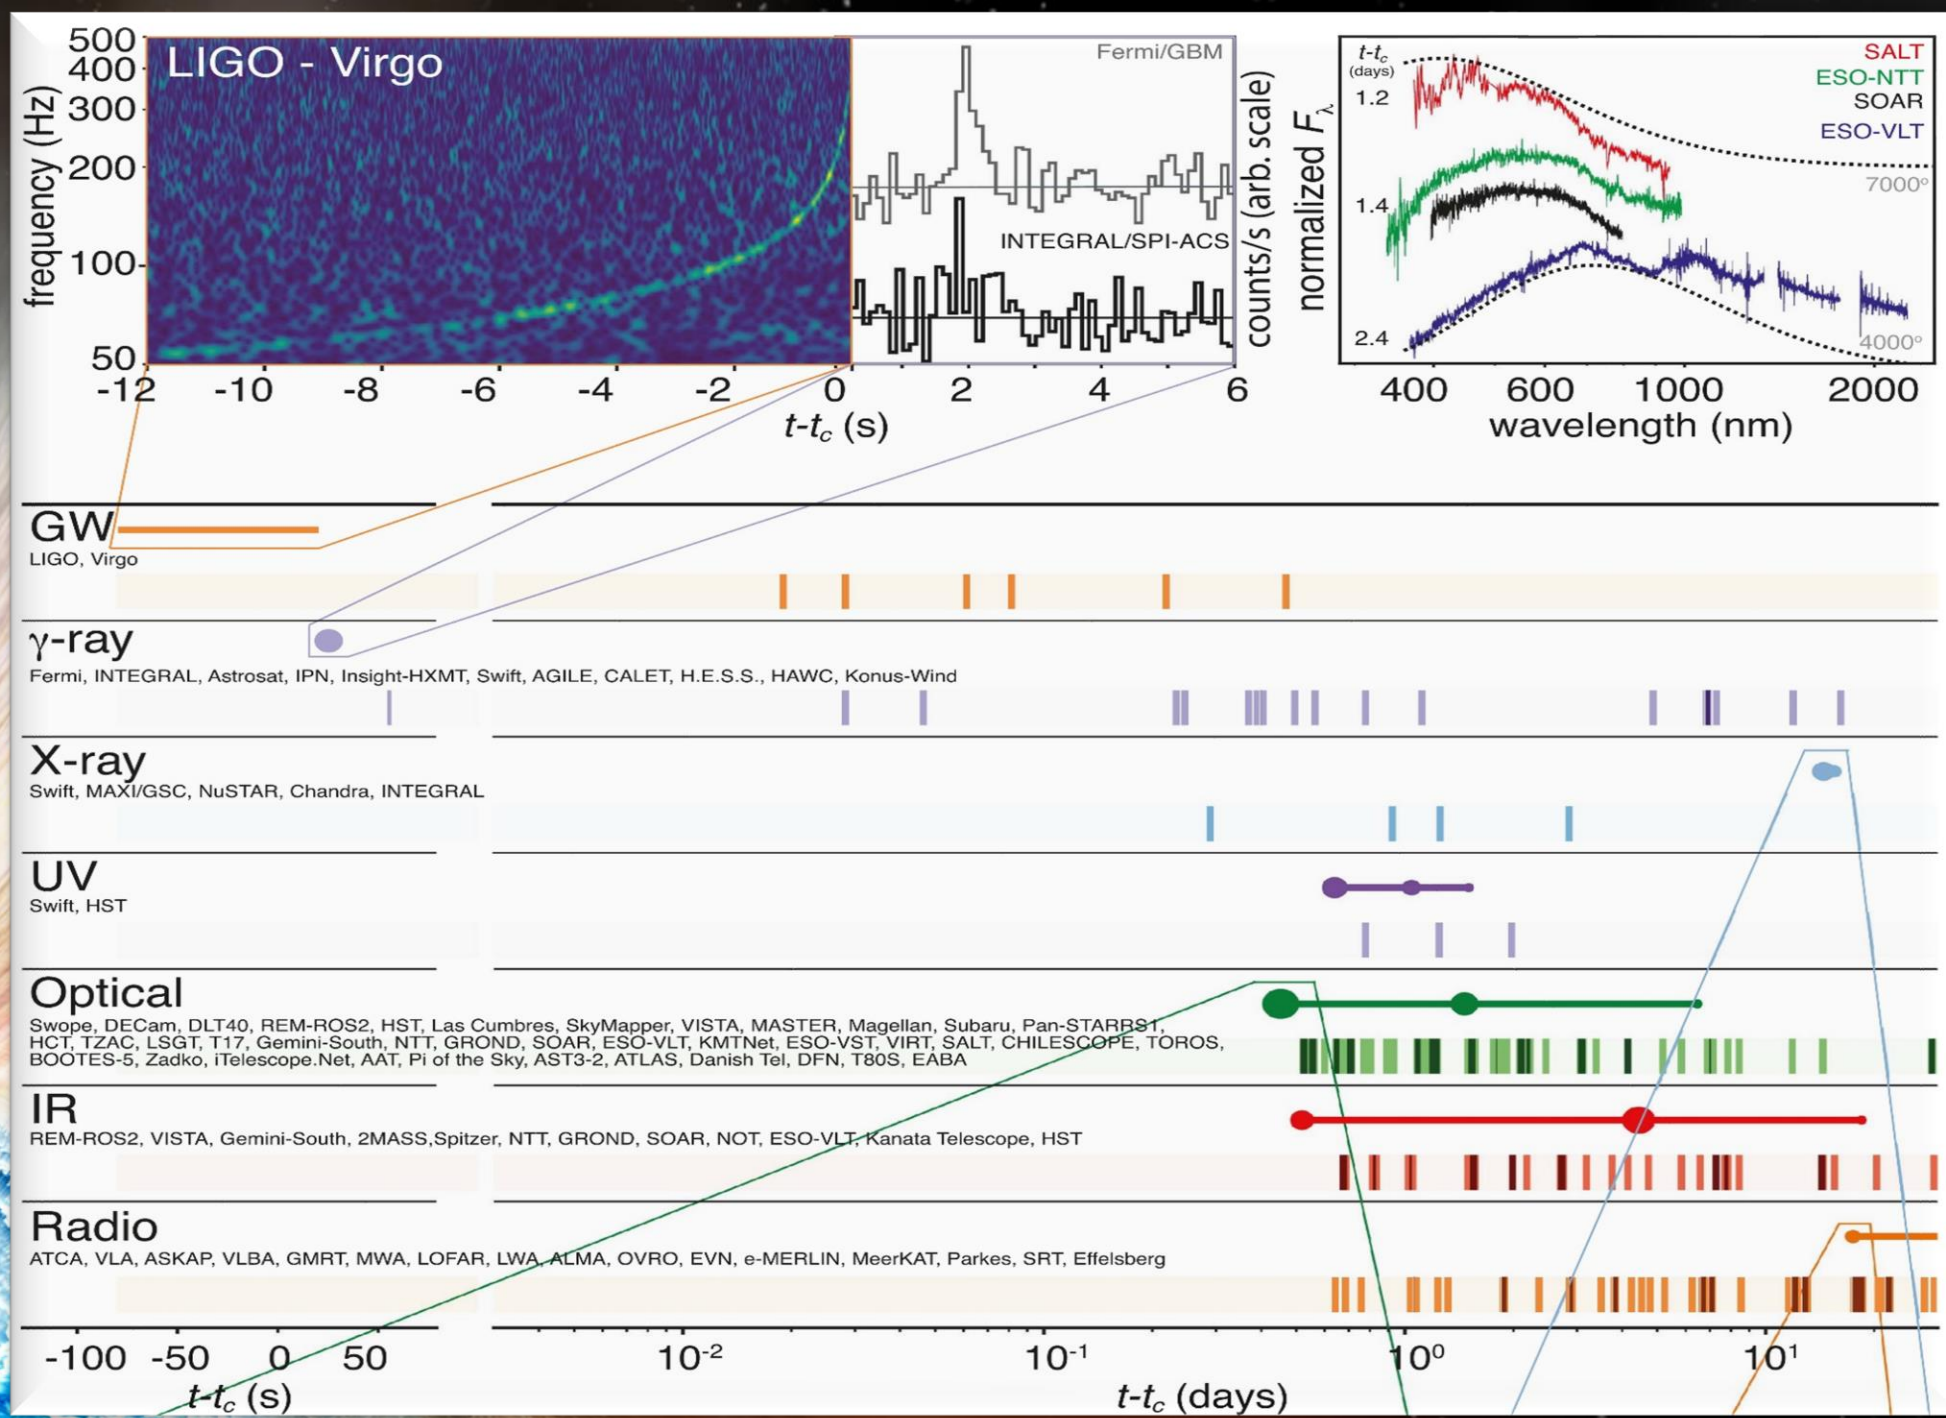 LIGO - Virgo
500
400
300
200
100
50
frequency (Hz)
-12 -10 -8 -6 -4 -2 0 2 4 6
t-tc (s)
Fermi/GBM
INTEGRAL/SPI-ACS
counts/s (arb. scale)
normalized Fλ
t-tc
(days)
1.2
1.4
2.4
SALT
ESO-NTT
SOAR
ESO-VLT
7000°
4000°
400 600 1000 2000
wavelength (nm)
GW
LIGO, Virgo
γ-ray
Fermi, INTEGRAL, Astrosat, IPN, Insight-HXMT, Swift, AGILE, CALET, H.E.S.S., HAWC, Konus-Wind
X-ray
Swift, MAXI/GSC, NuSTAR, Chandra, INTEGRAL
UV
Swift, HST
Optical
Swope, DECam, DLT40, REM-ROS2, HST, Las Cumbres, SkyMapper, VISTA, MASTER, Magellan, Subaru, Pan-STARRS1,
HCT, TZAC, LSGT, T17, Gemini-South, NTT, GROND, SOAR, ESO-VLT, KMTNet, ESO-VST, VIRT, SALT, CHILESCOPE, TOROS,
BOOTES-5, Zadko, iTelescope.Net, AAT, Pi of the Sky, AST3-2, ATLAS, Danish Tel, DFN, T80S, EABA
IR
REM-ROS2, VISTA, Gemini-South, 2MASS,Spitzer, NTT, GROND, SOAR, NOT, ESO-VLT, Kanata Telescope, HST
Radio
ATCA, VLA, ASKAP, VLBA, GMRT, MWA, LOFAR, LWA, ALMA, OVRO, EVN, e-MERLIN, MeerKAT, Parkes, SRT, Effelsberg
-100 -50 0 50 10⁻² 10⁻¹ 10⁰ 10¹
t-tc (s) t-tc (days)